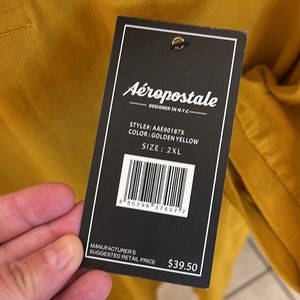 Aéropostale
DESIGNED IN N.Y.C.
STYLE#: AAE90187X
COLOR: GOLDEN YELLOW
SIZE: 2XL
MANUFACTURER'S
SUGGESTED RETAIL PRICE
$39.50